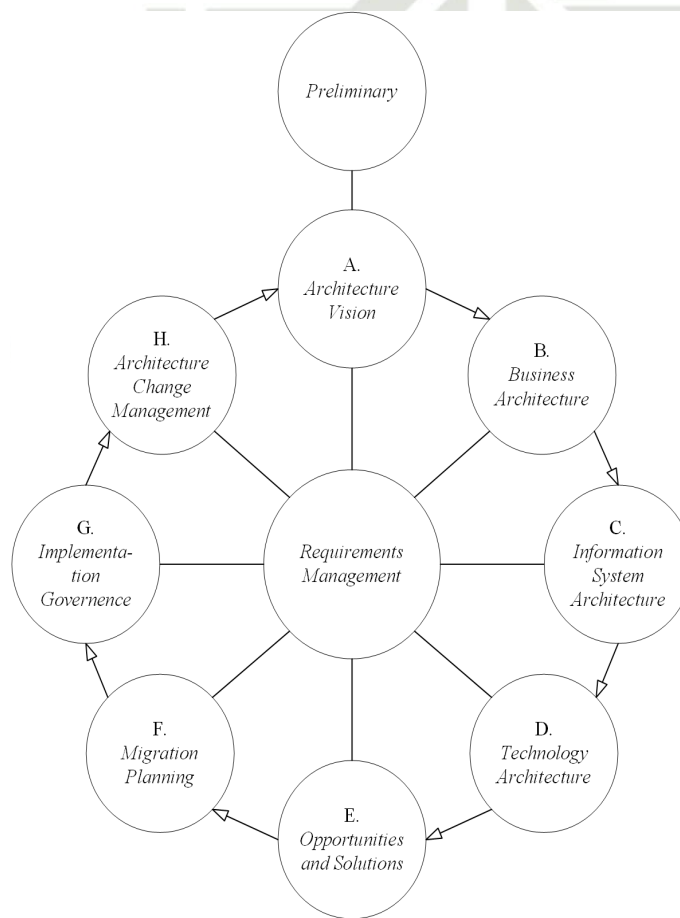 Preliminary
A.
Architecture
Vision
B.
Business
Architecture
C.
Information
System
Architecture
D.
Technology
Architecture
E.
Opportunities
and Solutions
F.
Migration
Planning
G.
Implementa-
tion
Governence
H.
Architecture
Change
Management
Requirements
Management